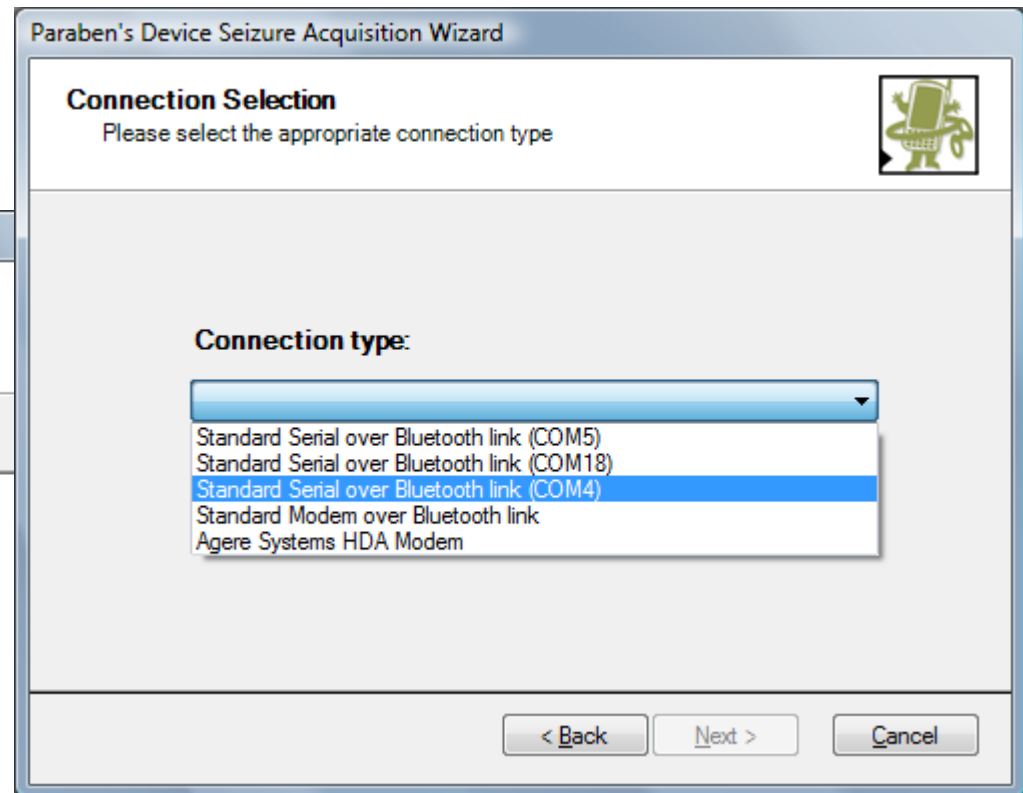 Paraben's Device Seizure Acquisition Wizard
Connection Selection
Please select the appropriate connection type
Connection type:
Standard Serial over Bluetooth link (COM5)
Standard Serial over Bluetooth link (COM18)
Standard Serial over Bluetooth link (COM4)
Standard Modem over Bluetooth link
Agere Systems HDA Modem
< Back Next > Cancel